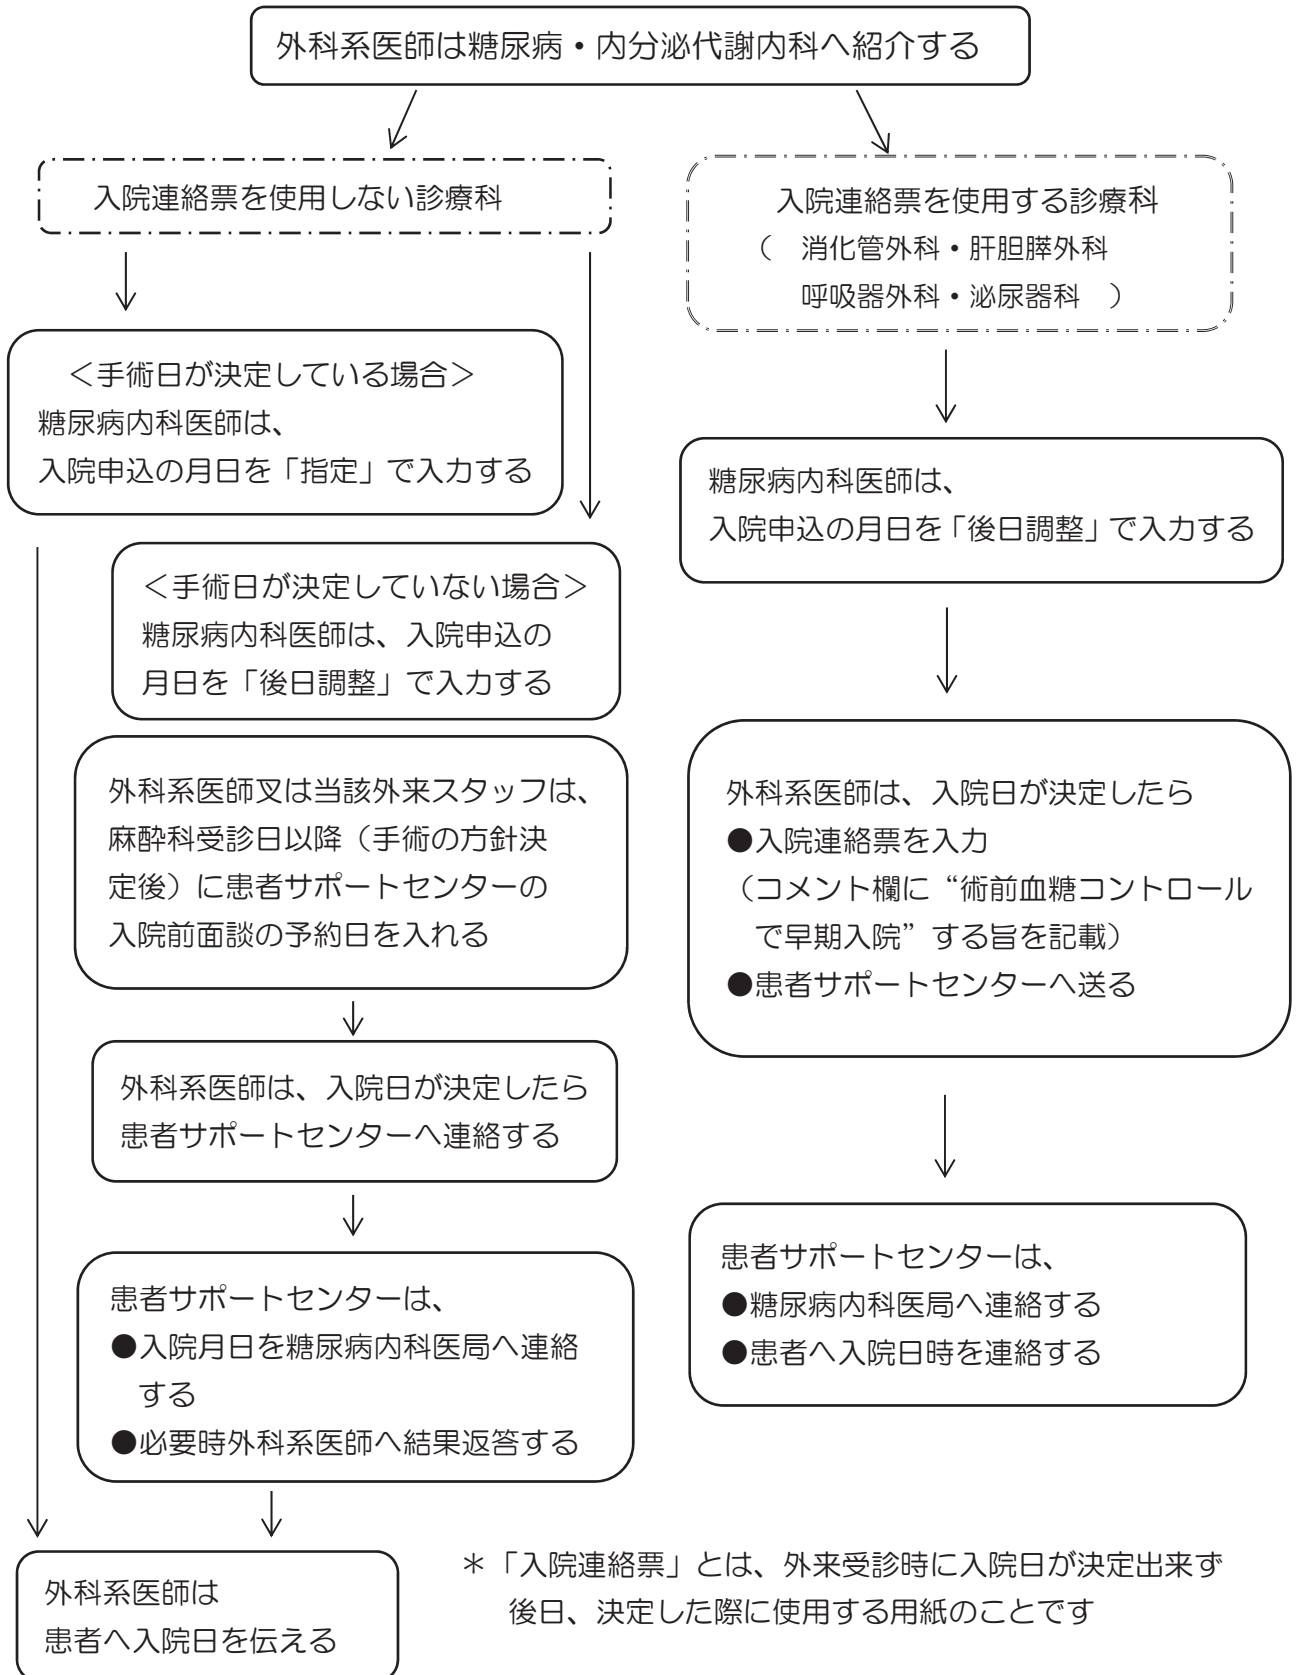 外科系医師は糖尿病・内分泌代謝内科へ紹介する
入院連絡票を使用しない診療科
＜手術日が決定している場合＞
糖尿病内科医師は、
入院申込の月日を「指定」で入力する
＜手術日が決定していない場合＞
糖尿病内科医師は、入院申込の
月日を「後日調整」で入力する
外科系医師叉は当該外来スタッフは、
麻酔科受診日以降（手術の方針決
定後）に患者サポートセンターの
入院前面談の予約日を入れる
外科系医師は、入院日が決定したら
患者サポートセンターへ連絡する
患者サポートセンターは、
●入院月日を糖尿病内科医局へ連絡
する
●必要時外科系医師へ結果返答する
外科系医師は
患者へ入院日を伝える
入院連絡票を使用する診療科
（　消化管外科・肝胆膵外科
呼吸器外科・泌尿器科　）
糖尿病内科医師は、
入院申込の月日を「後日調整」で入力する
外科系医師は、入院日が決定したら
●入院連絡票を入力
（コメント欄に“術前血糖コントロール
で早期入院”する旨を記載）
●患者サポートセンターへ送る
患者サポートセンターは、
●糖尿病内科医局へ連絡する
●患者へ入院日時を連絡する
＊「入院連絡票」とは、外来受診時に入院日が決定出来ず
後日、決定した際に使用する用紙のことです